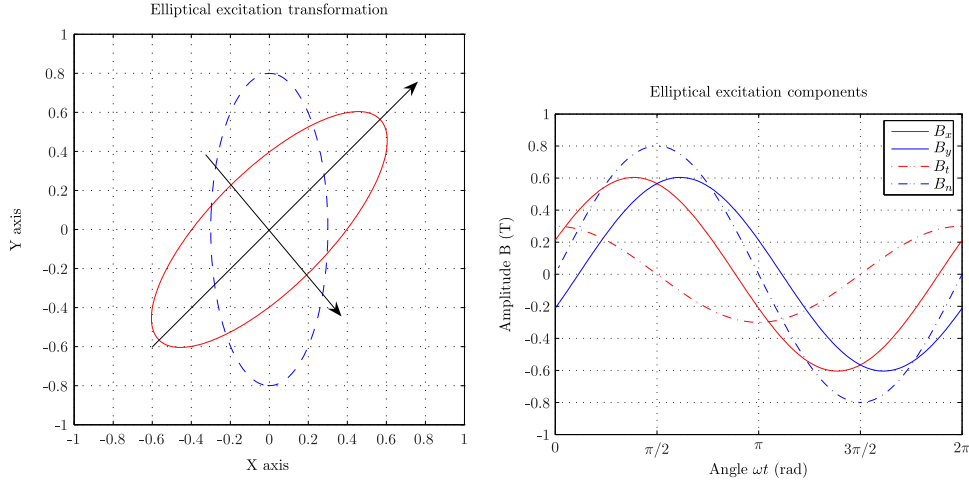 Elliptical excitation transformation
1
0.8
0.6
0.4
0.2
0
-0.2
-0.4
-0.6
-0.8
-1
-1 -0.8 -0.6 -0.4 -0.2 0 0.2 0.4 0.6 0.8 1
X axis
Y axis
Elliptical excitation components
1
0.8
0.6
0.4
0.2
0
-0.2
-0.4
-0.6
-0.8
-1
0 π/2 π 3π/2 2π
Angle ωt (rad)
Amplitude B (T)
B_x
B_y
B_t
B_n